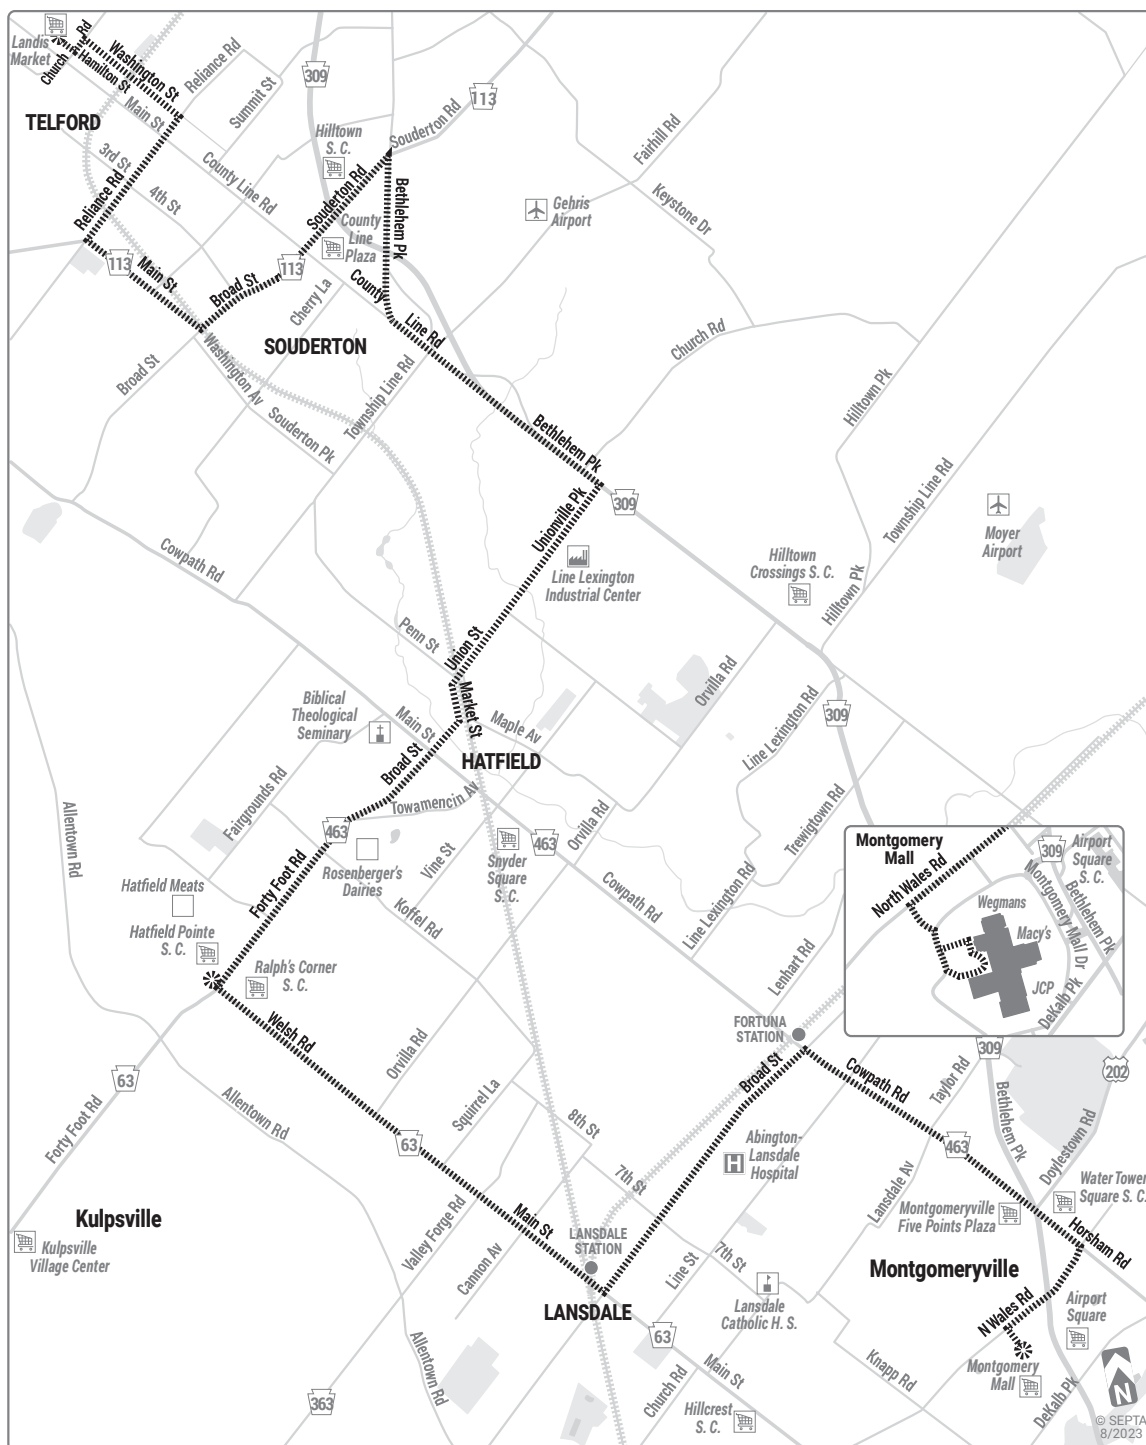 Landis
Market
Church
Rd
Hamilton St
Washington St
Reliance Rd
Summit St
309
113
Souderton Rd
Main St
TELFORD
Hilltown
S. C.
3rd St
4th St
County Line Rd
Reliance Rd
Souderton Rd
Bethlehem Pk
County
Line
Plaza
Gehris
Airport
Fairhill Rd
Keystone Dr
113
Main St
Broad St
113
Cherry La
County
Line Rd
SOUDERTON
Church Rd
Broad St
Washington Av
Souderton Pk
Township Line Rd
Hilltown Pk
Bethlehem Pk
309
Unionville Pk
Township Line Rd
Moyer
Airport
Cowpath Rd
Line Lexington
Industrial Center
Hilltown
Crossings S. C.
Hilltown Pk
Penn St
Union St
Market St
Orvilla Rd
Line Lexington Rd
309
Biblical
Theological
Seminary
Main St
Maple Av
Broad St
HATFIELD
Towamencin Av
Fairgrounds Rd
Allentown Rd
463
Rosenberger's
Dairies
Vine St
Snyder
Square
S. C.
463
Orvilla Rd
Trewigtown Rd
Cowpath Rd
Line Lexington Rd
Montgomery
Mall
North Wales Rd
309
Airport
Square
S. C.
Wegmans
Macy's
JCP
Montgomery Mall Dr
Bethlehem Pk
DeKalb Pk
Hatfield Meats
Forty Foot Rd
Koffel Rd
Hatfield Pointe
S. C.
Ralph's Corner
S. C.
Lenhart Rd
FORTUNA
STATION
Welsh Rd
Orvilla Rd
Broad St
Cowpath Rd
309
Taylor Rd
202
63
Forty Foot Rd
Allentown Rd
Squirrel La
63
8th St
7th St
Abington-
Lansdale
Hospital
Bethlehem Pk
463
Doylestown Rd
Lansdale Av
Water Tower
Square S. C.
Montgomeryville
Five Points Plaza
Kulpsville
Kulpsville
Village Center
Valley Forge Rd
Main St
Cannon Av
LANSDALE
STATION
Line St
7th St
Horsham Rd
Montgomeryville
LANSDALE
Lansdale
Catholic H. S.
N Wales Rd
Airport
Square
63
Allentown Rd
363
Main St
Church Rd
Hillcrest
S. C.
Knapp Rd
Montgomery
Mall
DeKalb Pk
N
© SEPTA
8/2023